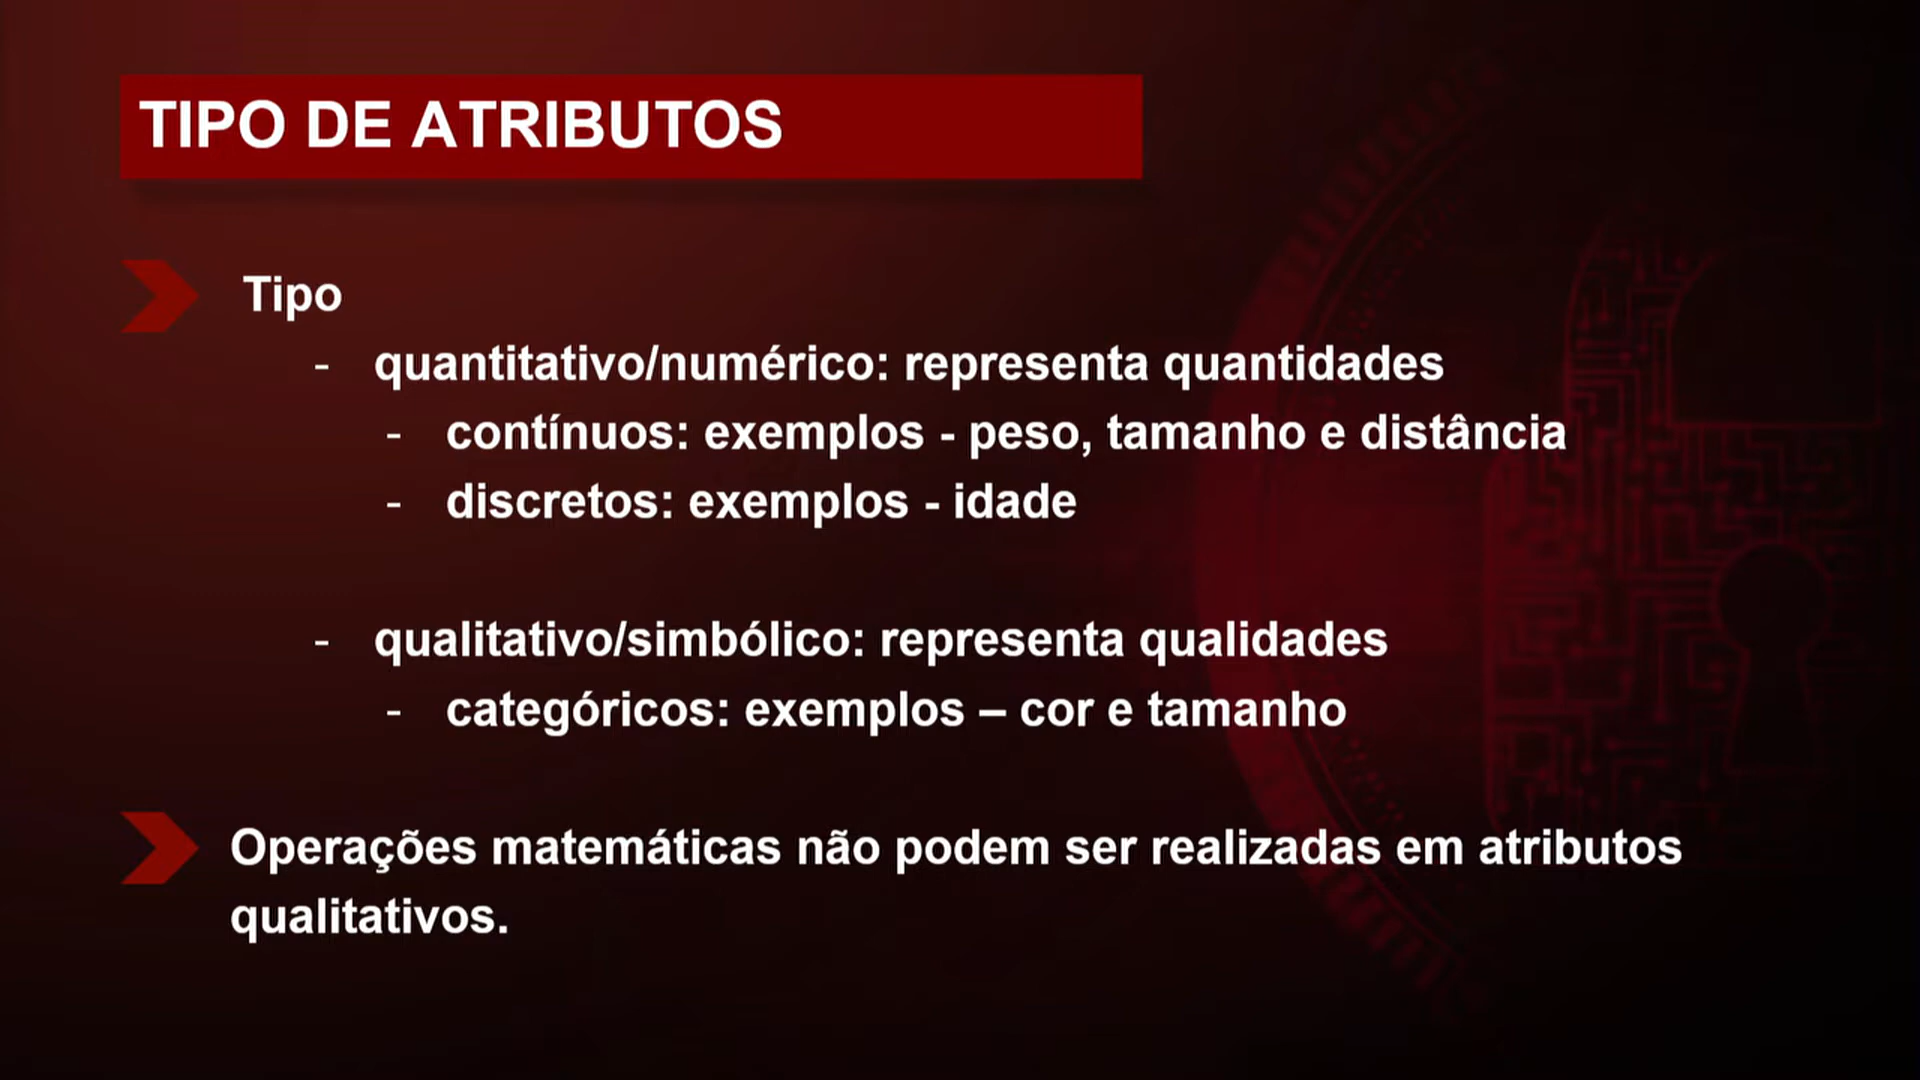 TIPO DE ATRIBUTOS
Tipo
- quantitativo/numérico: representa quantidades
- contínuos: exemplos - peso, tamanho e distância
- discretos: exemplos - idade
- qualitativo/simbólico: representa qualidades
- categóricos: exemplos – cor e tamanho
Operações matemáticas não podem ser realizadas em atributos
qualitativos.